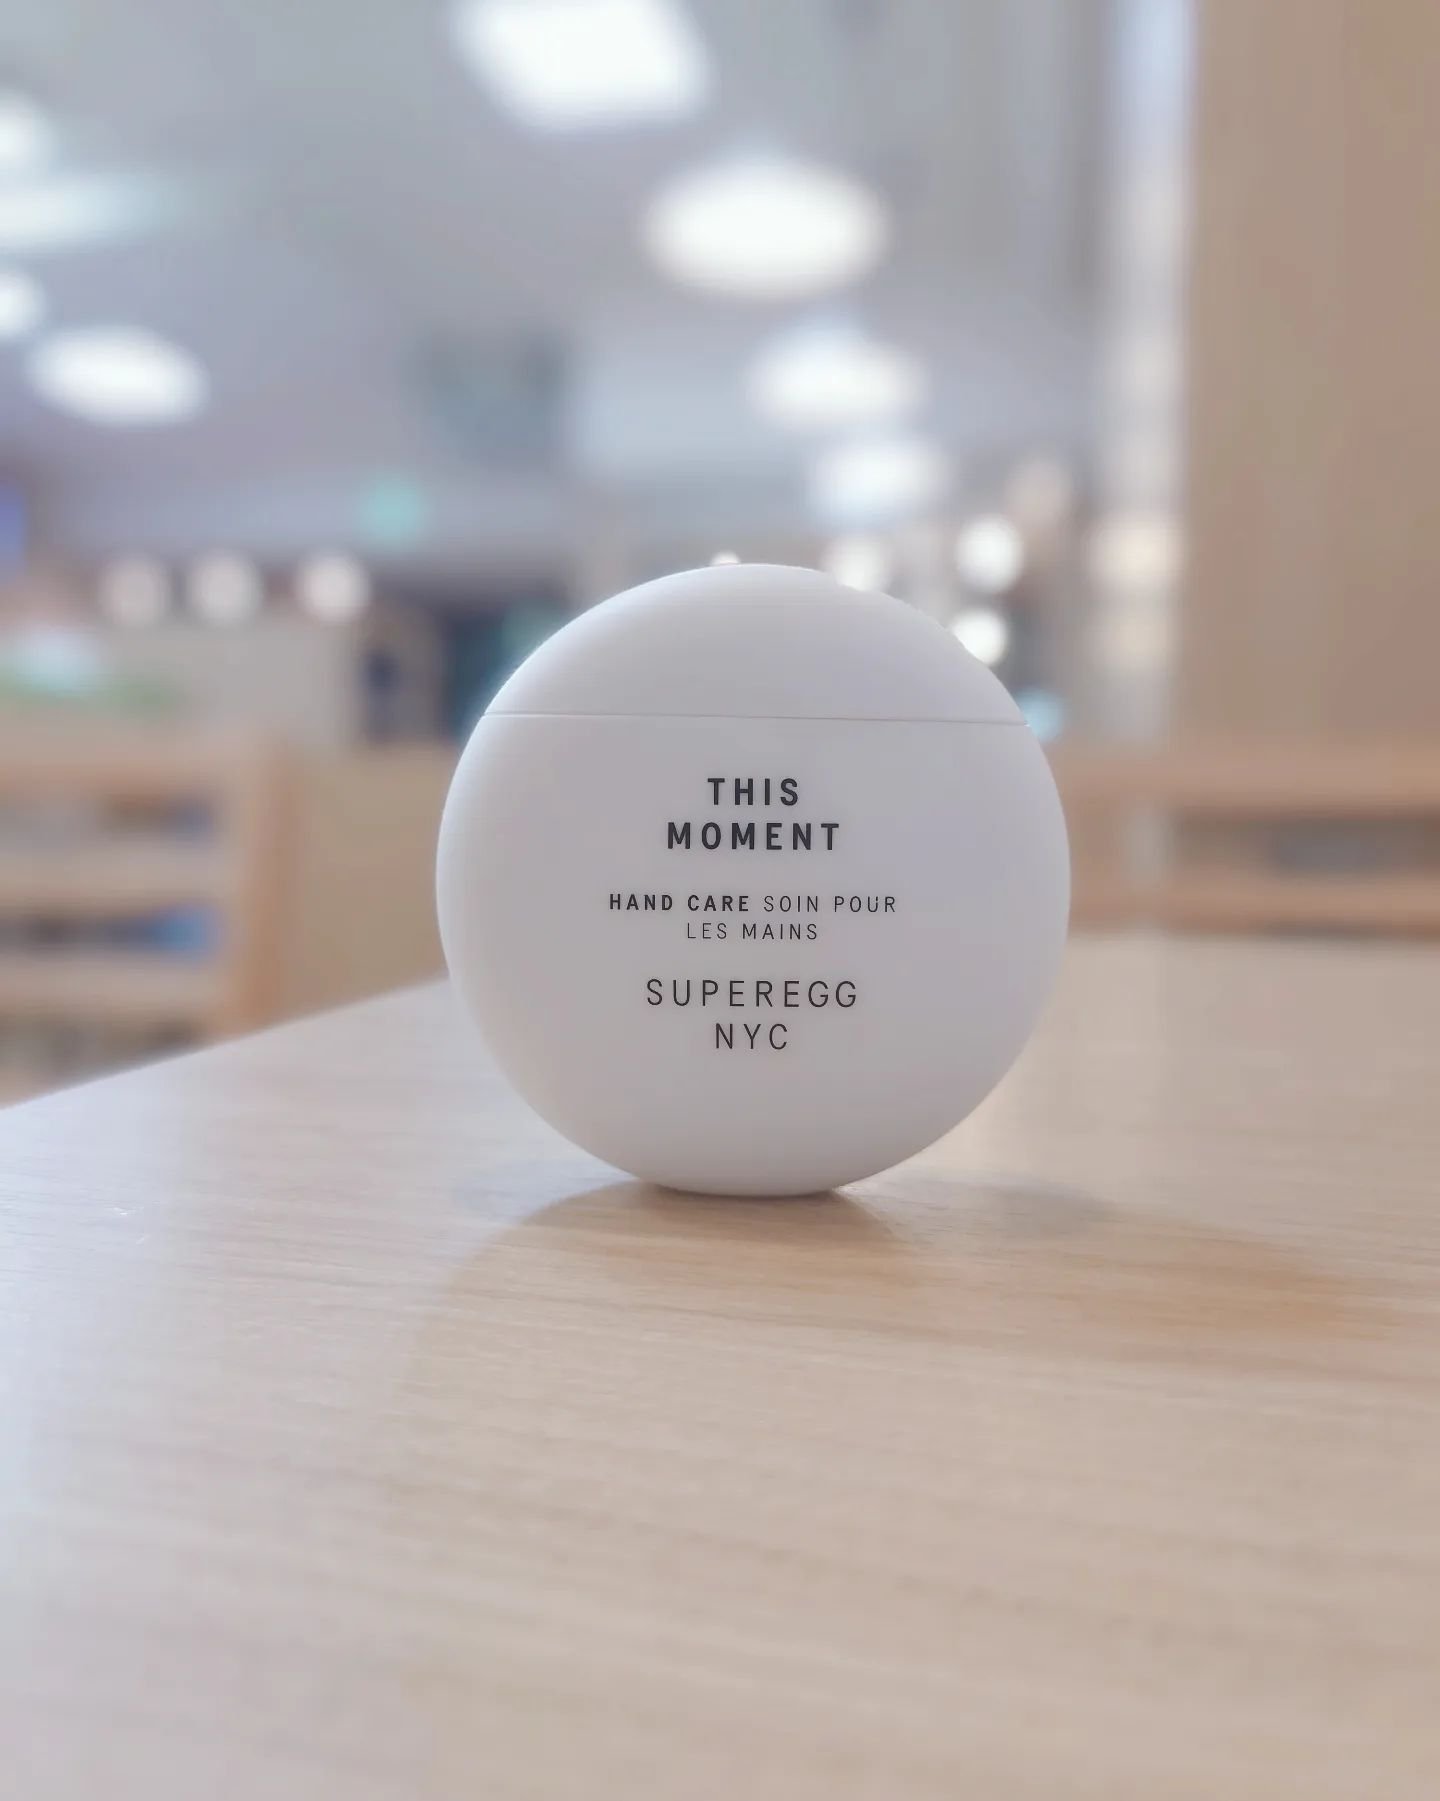 THIS
MOMENT
HAND CARE SOIN POUR
LES MAINS
SUPEREGG
NYC